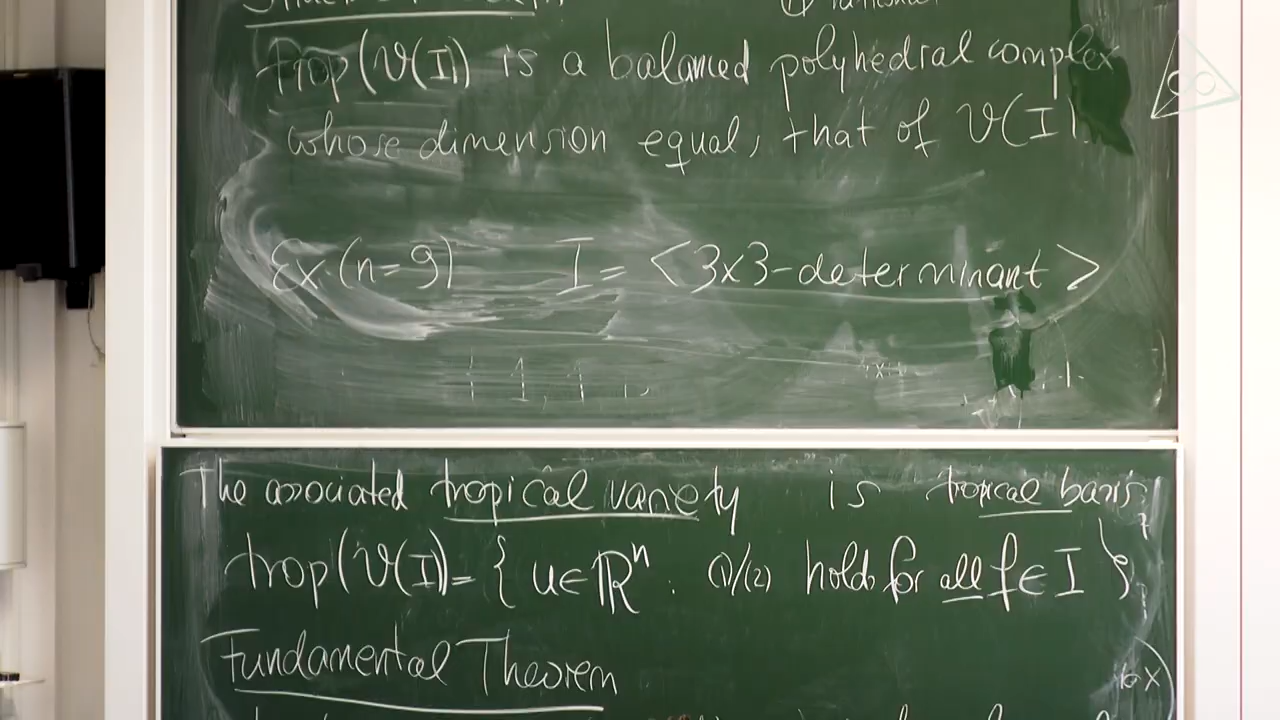 Trop(V(I)) is a balanced polyhedral complex
whose dimension equals that of V(I).
Ex. (n=9) I = <3x3-determinant>
The associated tropical variety is tropical basis
trop(V(I)) = { u ∈ ℝⁿ : (1)/(2) hold for all f ∈ I }
Fundamental Theorem